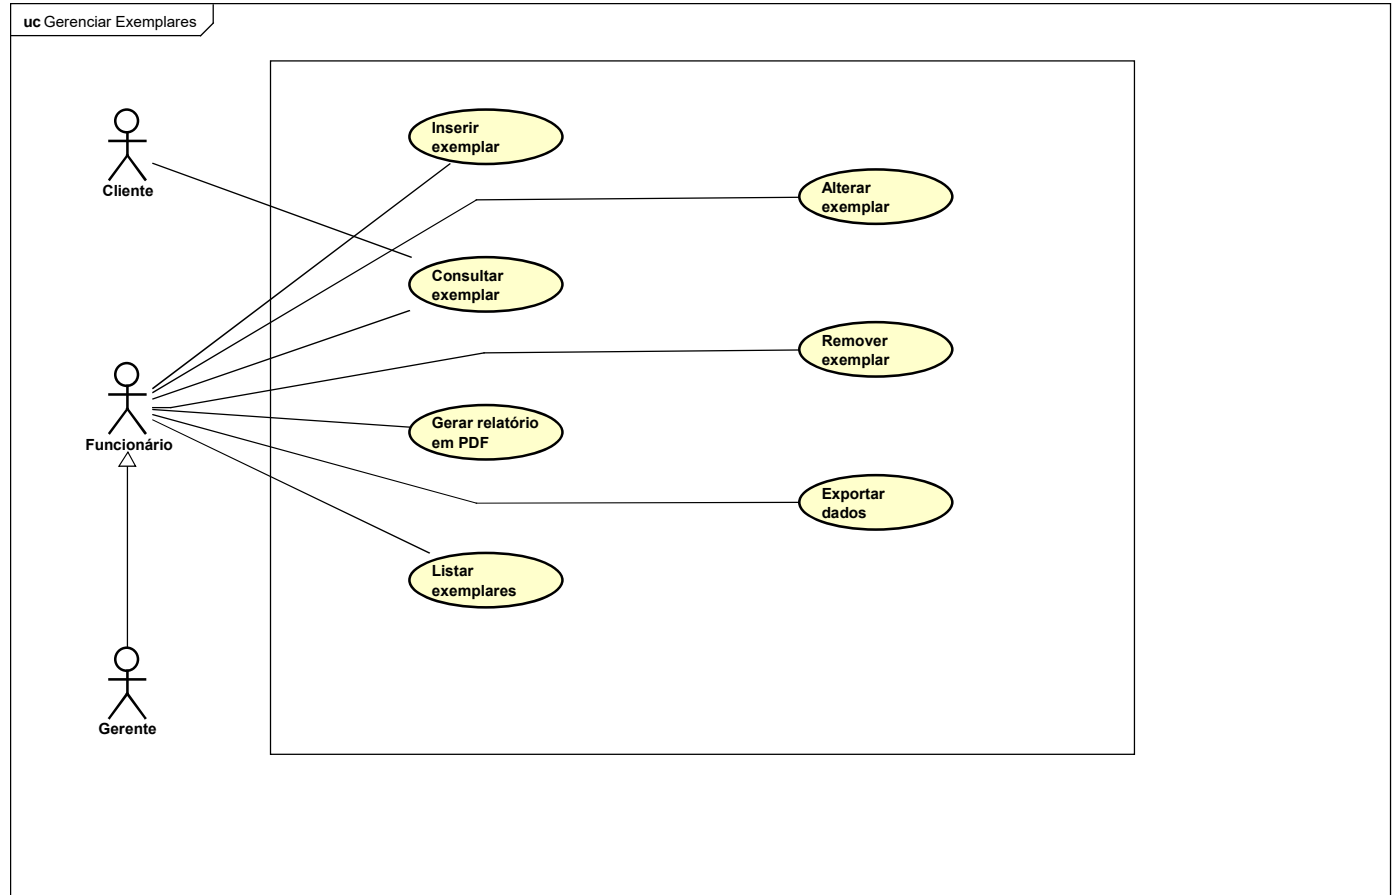 uc Gerenciar Exemplares
Cliente
Inserir
exemplar
Alterar
exemplar
Consultar
exemplar
Remover
exemplar
Funcionário
Gerar relatório
em PDF
Exportar
dados
Listar
exemplares
Gerente